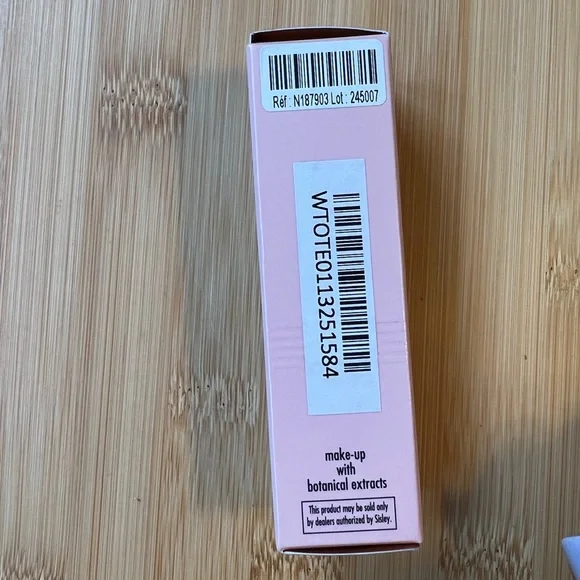 Réf : N187903 Lot : 245007
WTOTE0113251584
make-up
with
botanical extracts
This product may be sold only
by dealers authorized by Sisley.